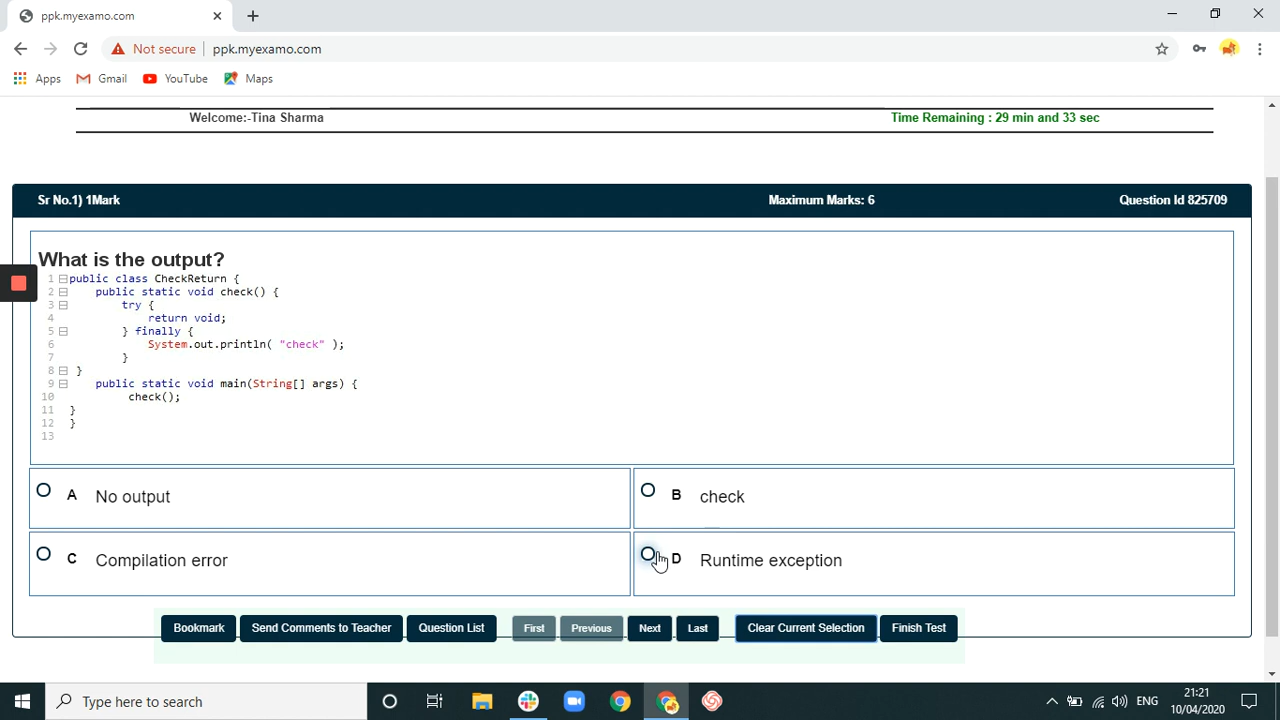 ppk.myexamo.com
Not secure ppk.myexamo.com
Apps Gmail YouTube Maps
Welcome:-Tina Sharma Time Remaining : 29 min and 33 sec
Sr No.1) 1Mark Maximum Marks: 6 Question Id 825709
What is the output?
1 public class CheckReturn {
2 public static void check() {
3 try {
4 return void;
5 } finally {
6 System.out.println( "check" );
7 }
8 }
9 public static void main(String[] args) {
10 check();
11 }
12 }
13
A No output B check
C Compilation error D Runtime exception
Bookmark Send Comments to Teacher Question List First Previous Next Last Clear Current Selection Finish Test
Type here to search ENG 21:21
10/04/2020